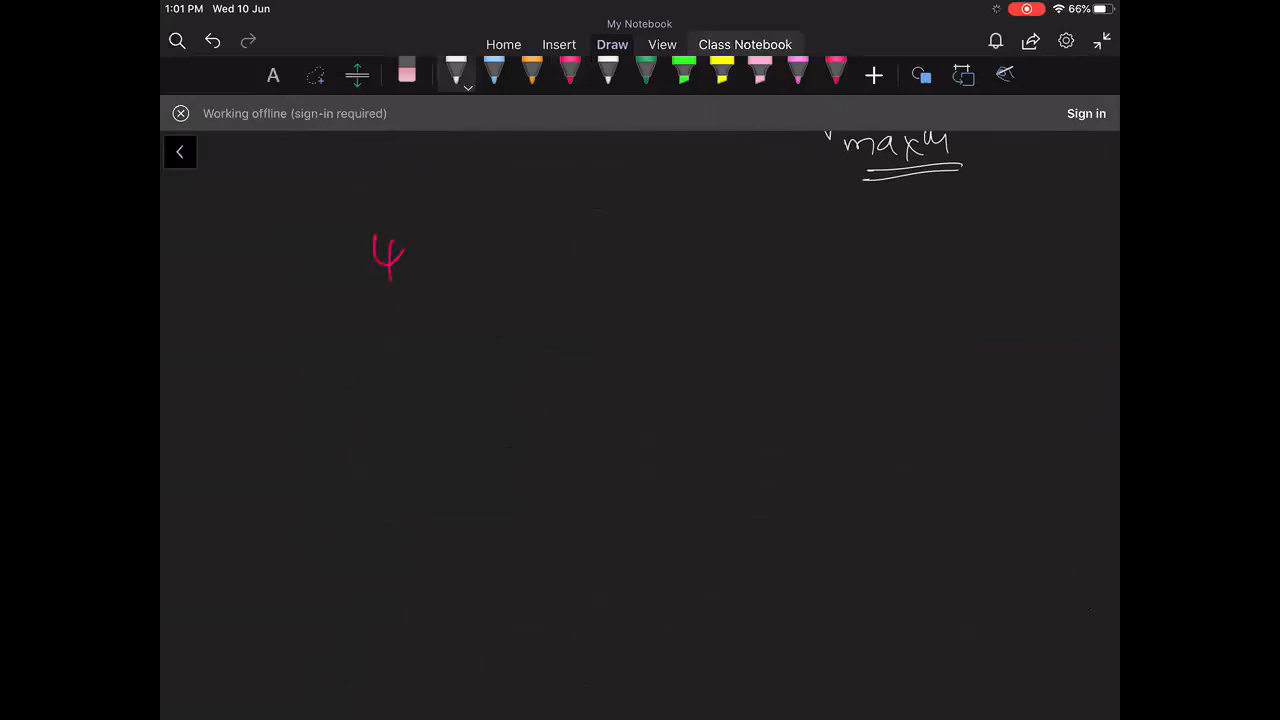 1:01 PM Wed 10 Jun
66%
My Notebook
Home Insert Draw View Class Notebook
A
Working offline (sign-in required) Sign in
4